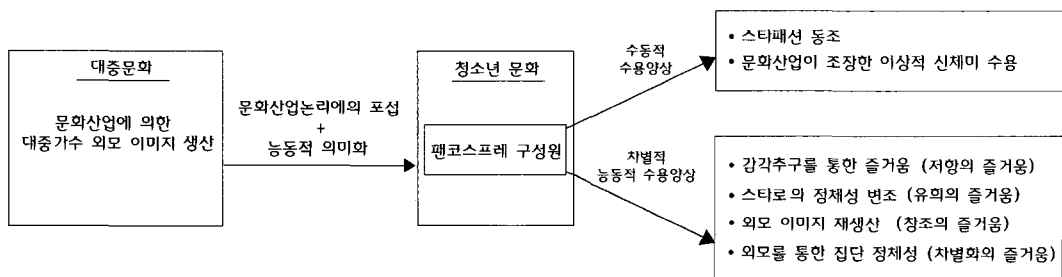 대중문화
문화산업에 의한
대중가수 외모 이미지 생산
문화산업논리에의 포섭
+
능동적 의미화
청소년 문화
팬코스프레 구성원
수동적
수용양상
• 스타패션 동조
• 문화산업이 조장한 이상적 신체미 수용
차별적
능동적 수용양상
• 감각추구를 통한 즐거움 (저항의 즐거움)
• 스타로의 정체성 변조 (유희의 즐거움)
• 외모 이미지 재생산 (창조의 즐거움)
• 외모를 통한 집단 정체성 (차별화의 즐거움)